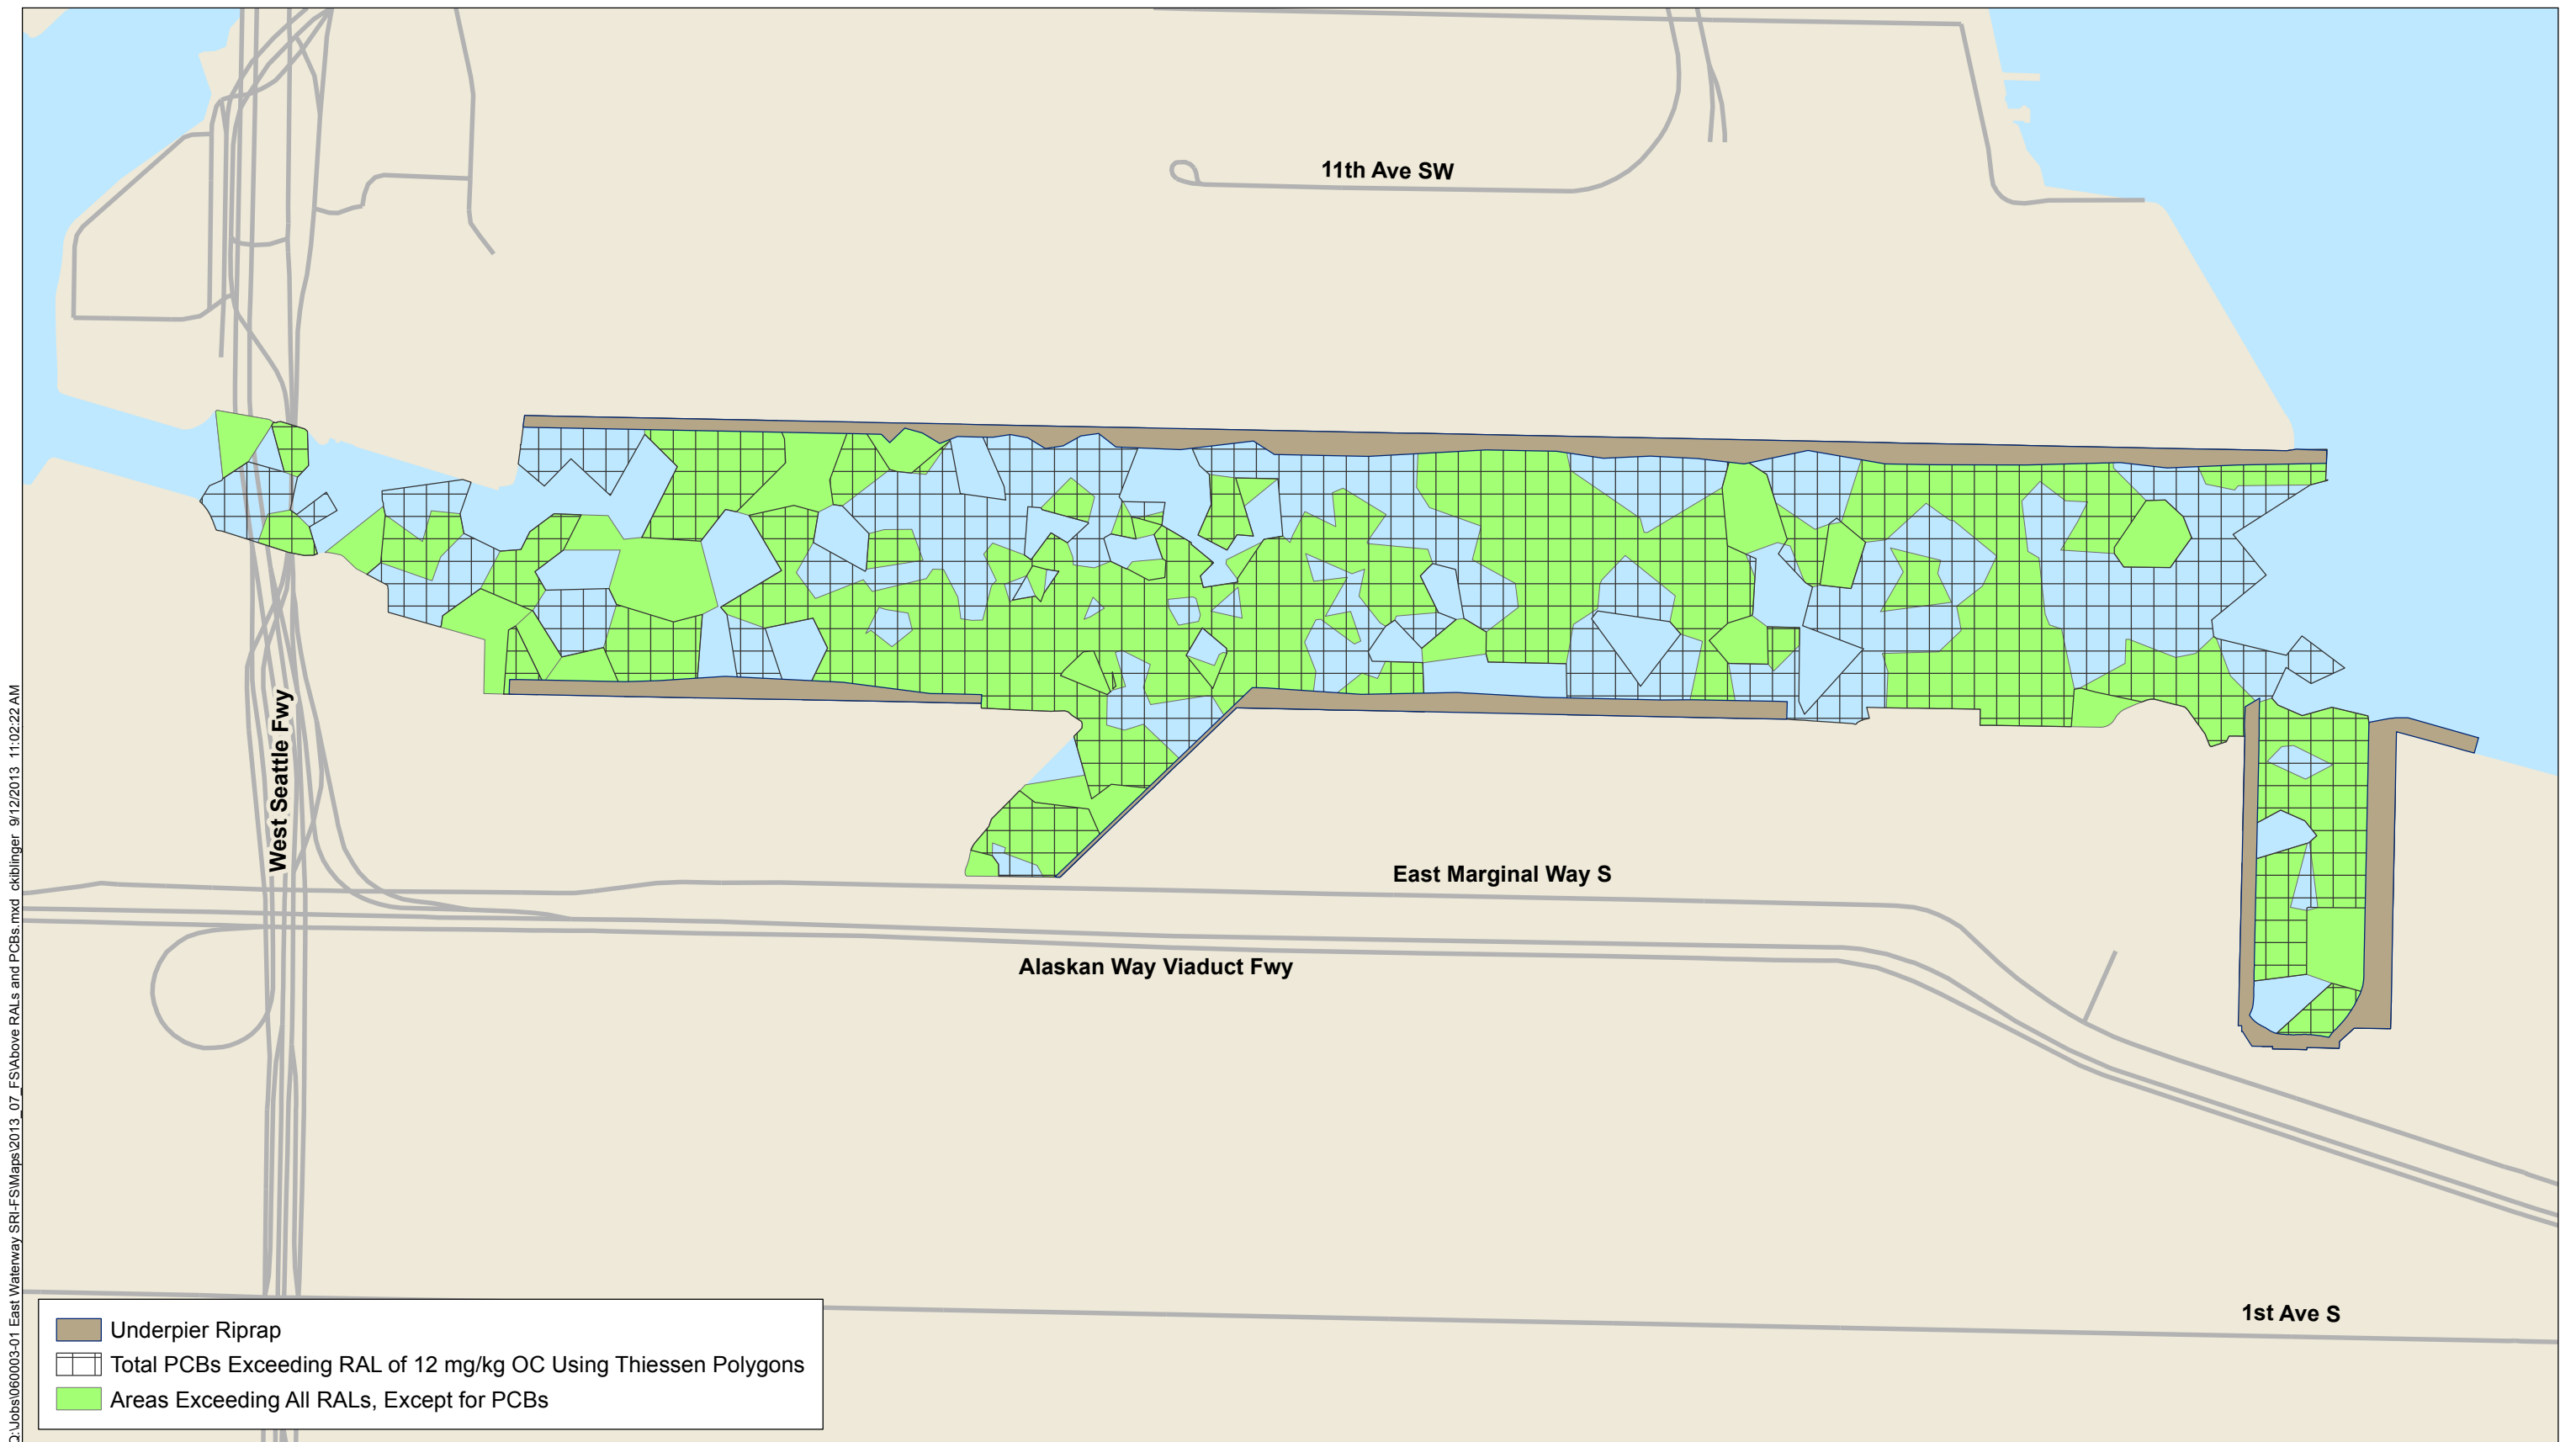 11th Ave SW
West Seattle Fwy
East Marginal Way S
Alaskan Way Viaduct Fwy
1st Ave S
Underpier Riprap
Total PCBs Exceeding RAL of 12 mg/kg OC Using Thiessen Polygons
Areas Exceeding All RALs, Except for PCBs
Q:\Jobs\060003-01 East Waterway SRI-FS\Maps\2013_07_FS\Above RALs and PCBs.mxd ckiblinger 9/12/2013 11:02:22 AM